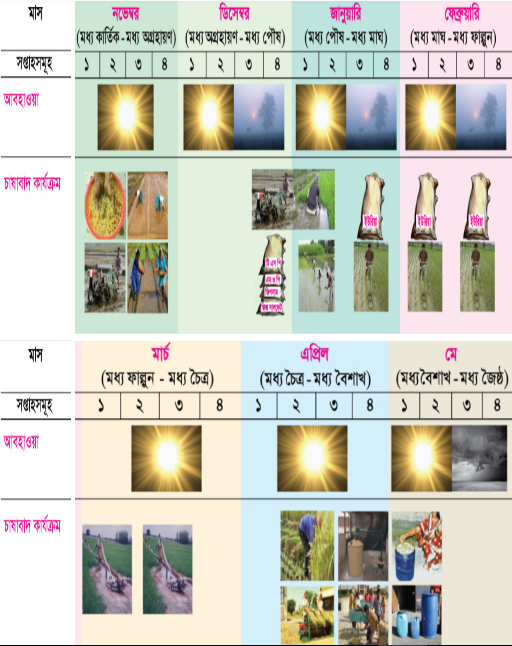 মাস নভেম্বর ডিসেম্বর জানুয়ারি ফেব্রুয়ারি
(মধ্য কার্তিক - মধ্য অগ্রহায়ণ) (মধ্য অগ্রহায়ণ - মধ্য পৌষ) (মধ্য পৌষ - মধ্য মাঘ) (মধ্য মাঘ - মধ্য ফাল্গুন)
সপ্তাহসমূহ ১ ২ ৩ ৪ ১ ২ ৩ ৪ ১ ২ ৩ ৪ ১ ২ ৩ ৪
আবহাওয়া
চাষাবাদ কার্যক্রম
ইউরিয়া ইউরিয়া ইউরিয়া
টি এস পি
এম ও পি
জিপসাম
মাস মার্চ এপ্রিল মে
(মধ্য ফাল্গুন - মধ্য চৈত্র) (মধ্য চৈত্র - মধ্য বৈশাখ) (মধ্য বৈশাখ - মধ্য জৈষ্ঠ)
সপ্তাহসমূহ ১ ২ ৩ ৪ ১ ২ ৩ ৪ ১ ২ ৩ ৪
আবহাওয়া
চাষাবাদ কার্যক্রম